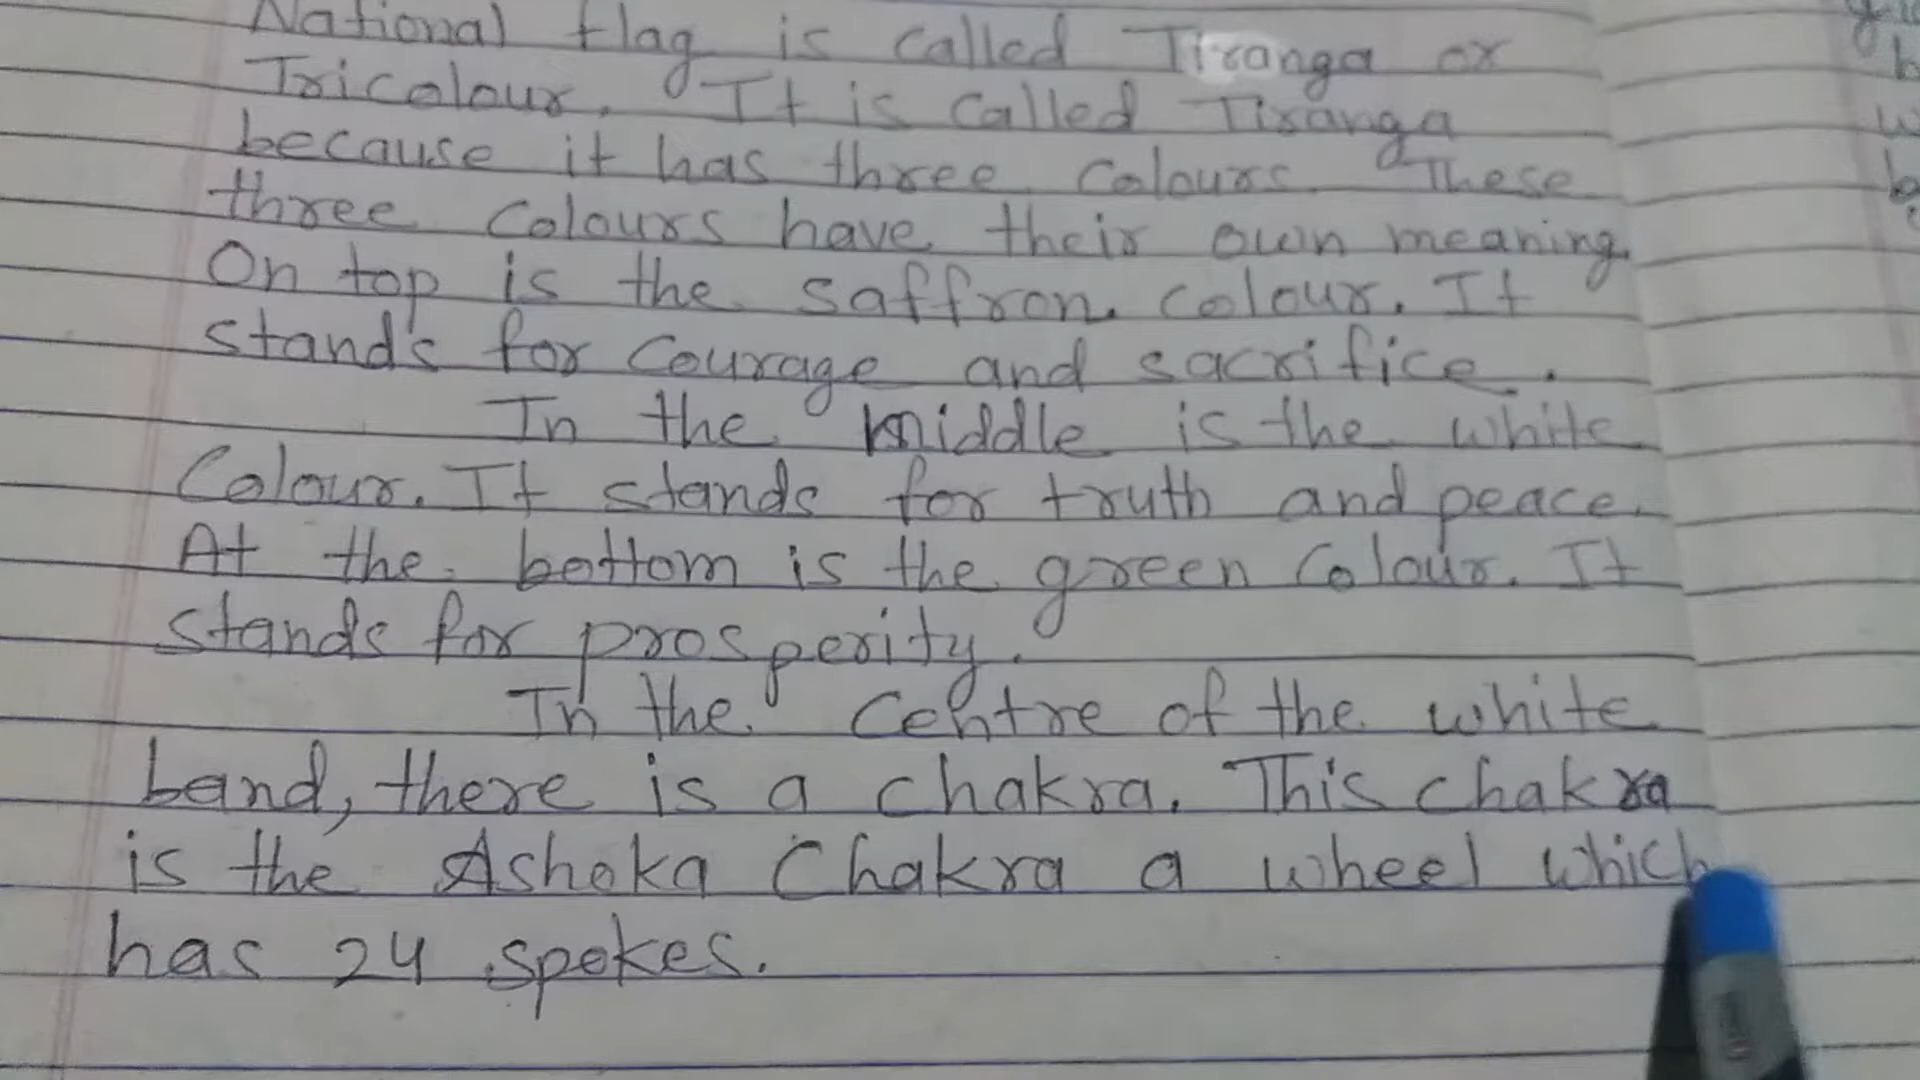 National flag is called Tiranga or
Tricolour. It is called Tiranga
because it has three colours. These
three colours have their own meaning.
On top is the saffron colour. It
stands for courage and sacrifice.
In the middle is the white
Colour. It stands for truth and peace.
At the bottom is the green Colour. It
stands for prosperity.
In the Centre of the white
band, there is a chakra. This chakra
is the Ashoka Chakra a wheel which
has 24 spokes.